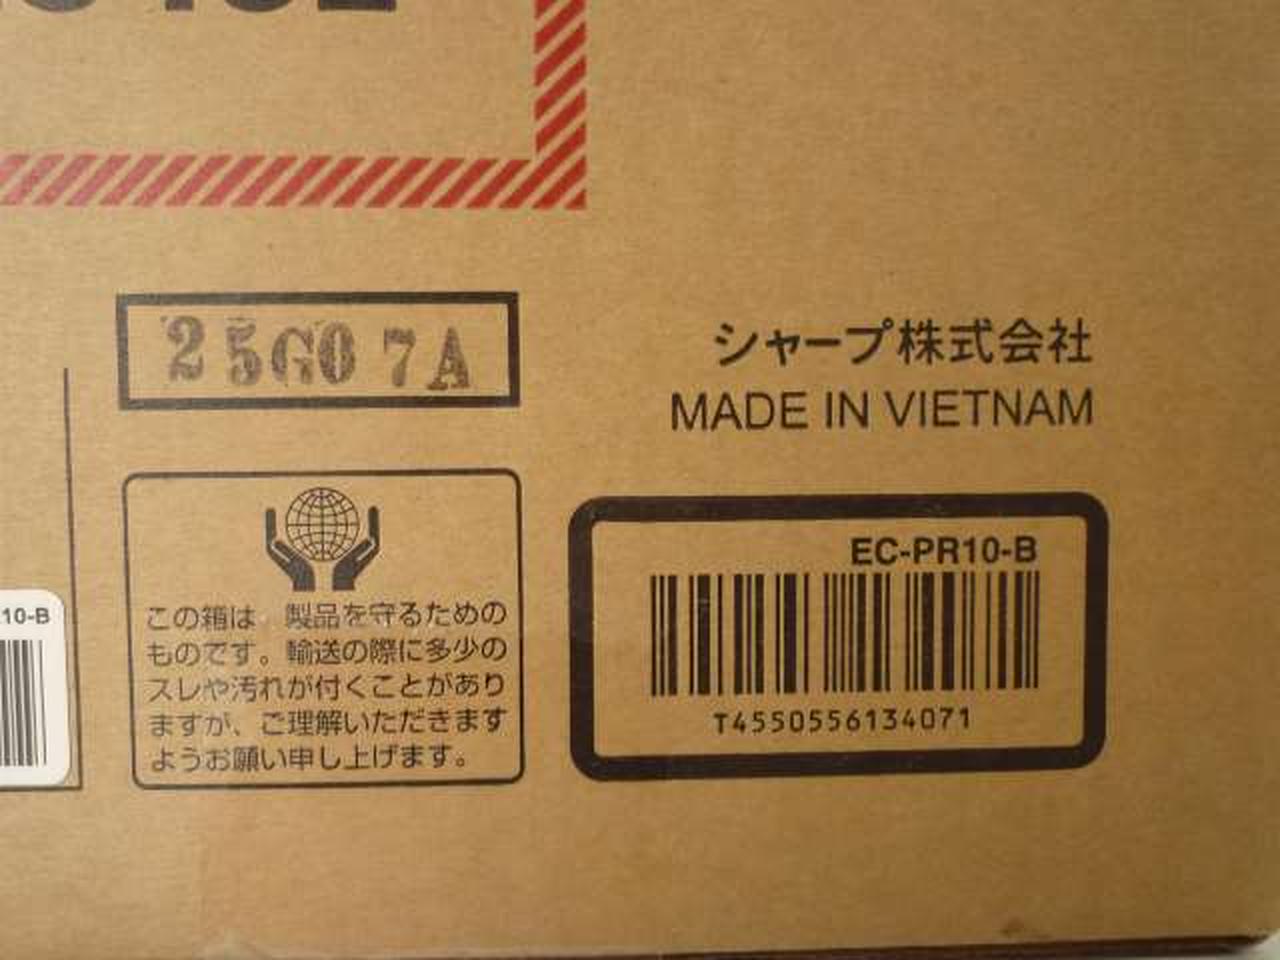 25G07A
シャープ株式会社
MADE IN VIETNAM
この箱は、製品を守るための
ものです。輸送の際に多少の
スレや汚れが付くことがあり
ますが、ご理解いただきます
ようお願い申し上げます。
EC-PR10-B
T4550556134071
10-B